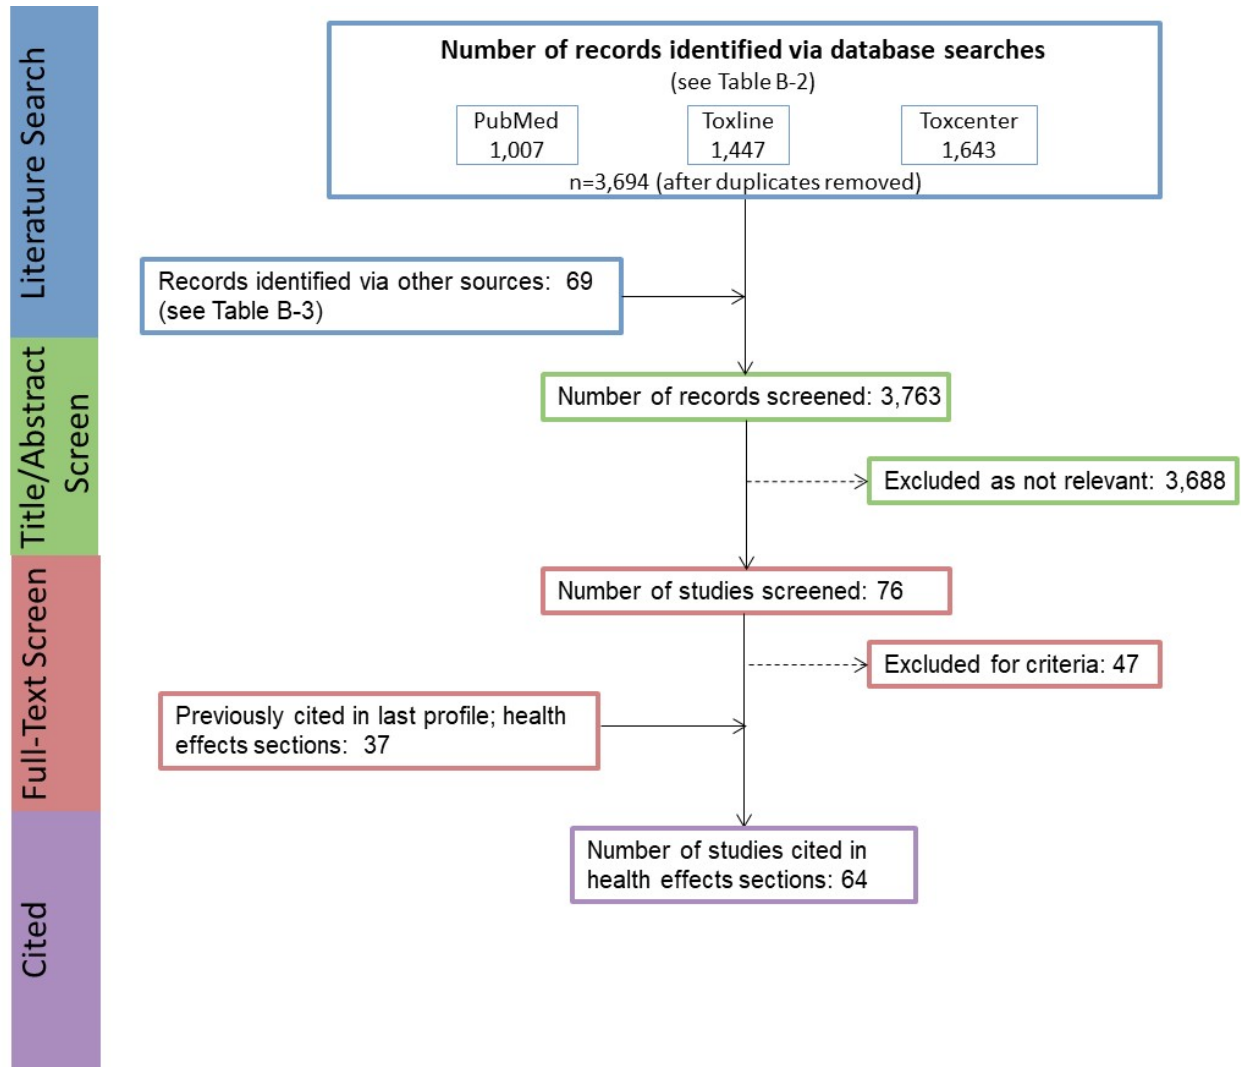 Literature Search
Number of records identified via database searches
(see Table B-2)
PubMed
1,007
Toxline
1,447
Toxcenter
1,643
n=3,694 (after duplicates removed)
Records identified via other sources: 69
(see Table B-3)
Title/Abstract
Screen
Number of records screened: 3,763
Excluded as not relevant: 3,688
Full-Text Screen
Number of studies screened: 76
Excluded for criteria: 47
Previously cited in last profile; health
effects sections: 37
Cited
Number of studies cited in
health effects sections: 64